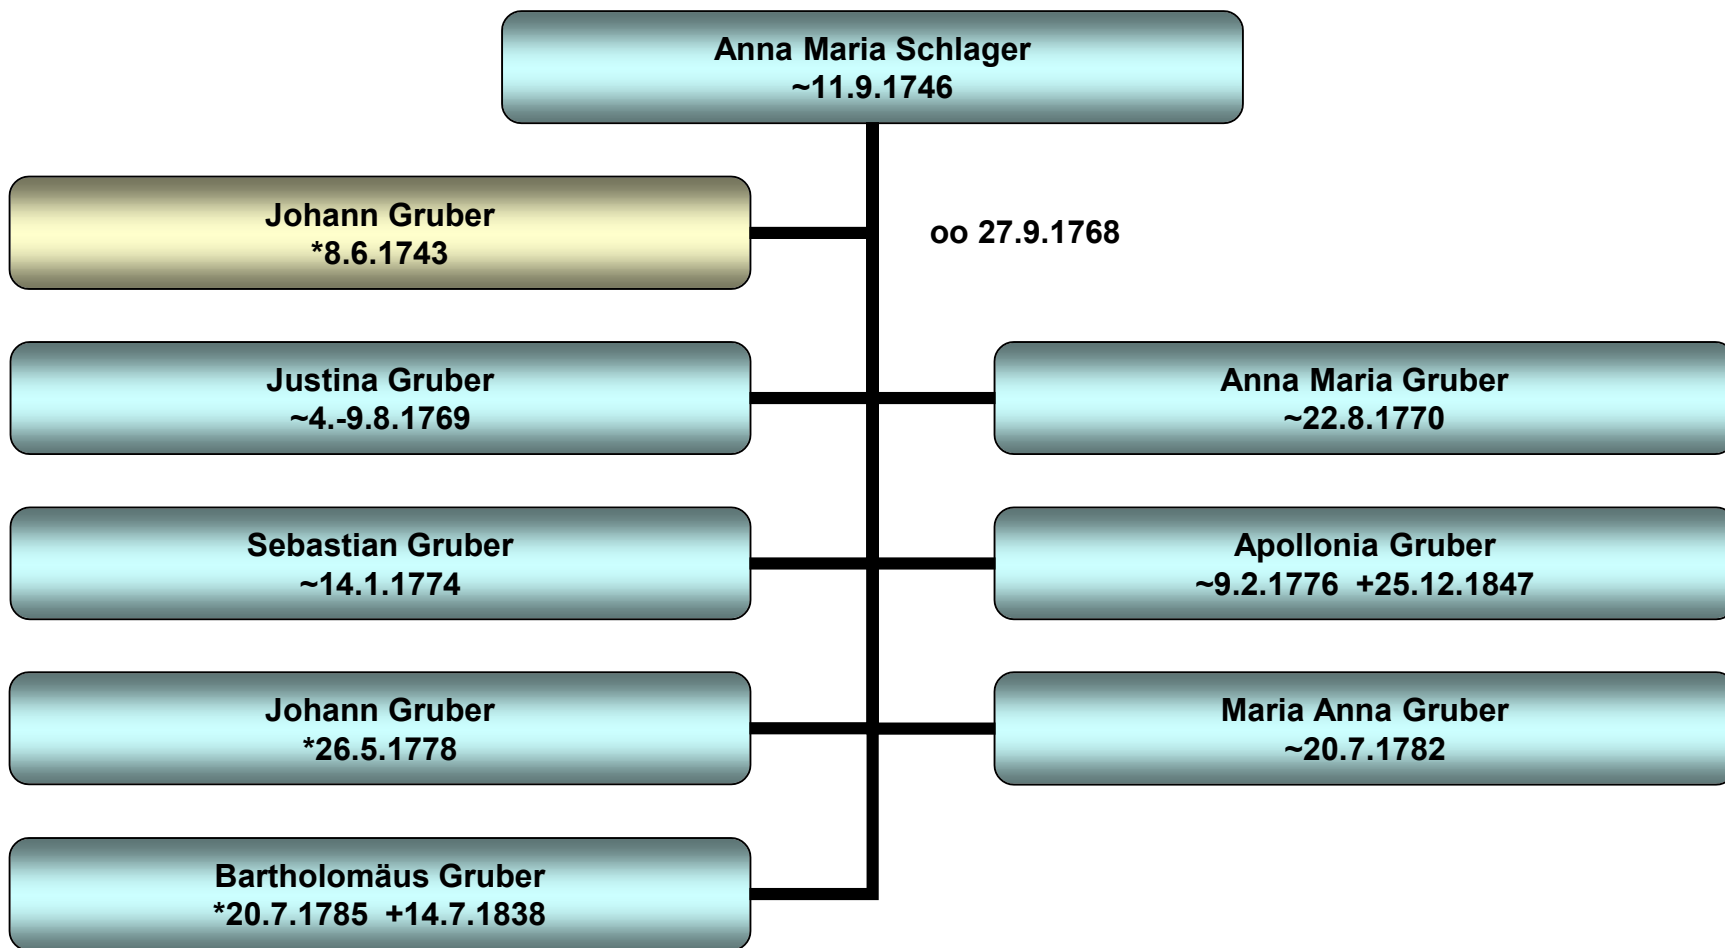 Anna Maria Schlager
~11.9.1746
Johann Gruber
*8.6.1743
oo 27.9.1768
Justina Gruber
~4.-9.8.1769
Anna Maria Gruber
~22.8.1770
Sebastian Gruber
~14.1.1774
Apollonia Gruber
~9.2.1776  +25.12.1847
Johann Gruber
*26.5.1778
Maria Anna Gruber
~20.7.1782
Bartholomäus Gruber
*20.7.1785  +14.7.1838